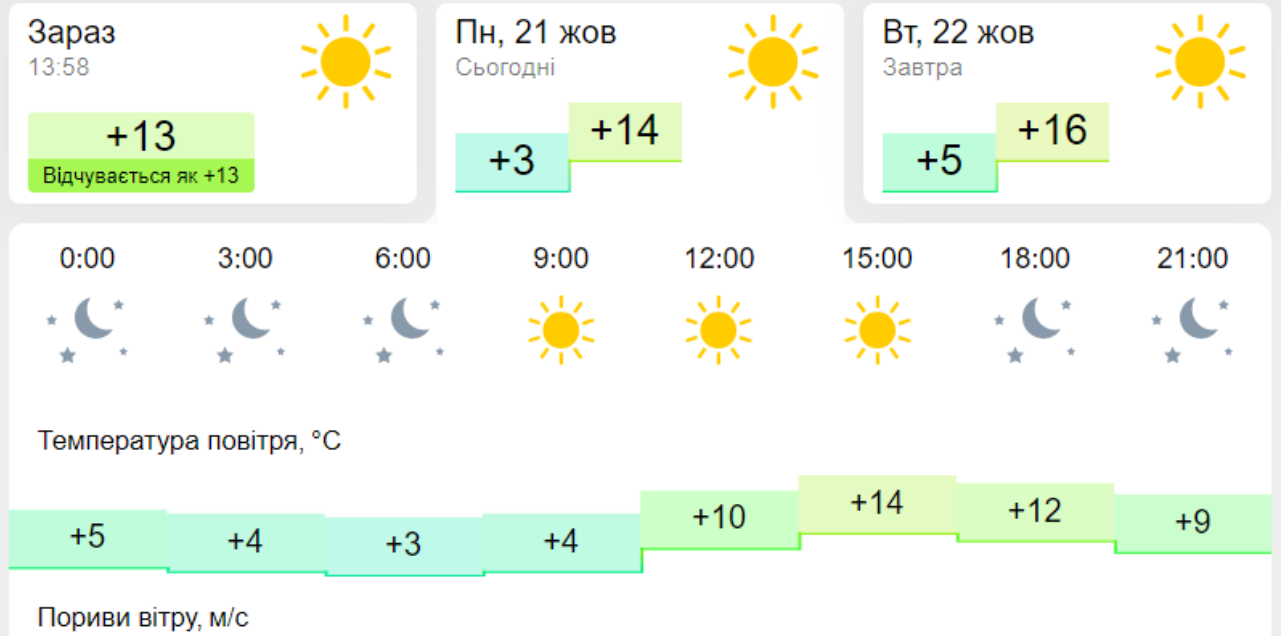 Зараз
13:58
+13
Відчувається як +13
Пн, 21 жов
Сьогодні
+3 +14
Вт, 22 жов
Завтра
+5 +16
0:00 3:00 6:00 9:00 12:00 15:00 18:00 21:00
Температура повітря, °C
+5 +4 +3 +4 +10 +14 +12 +9
Пориви вітру, м/с